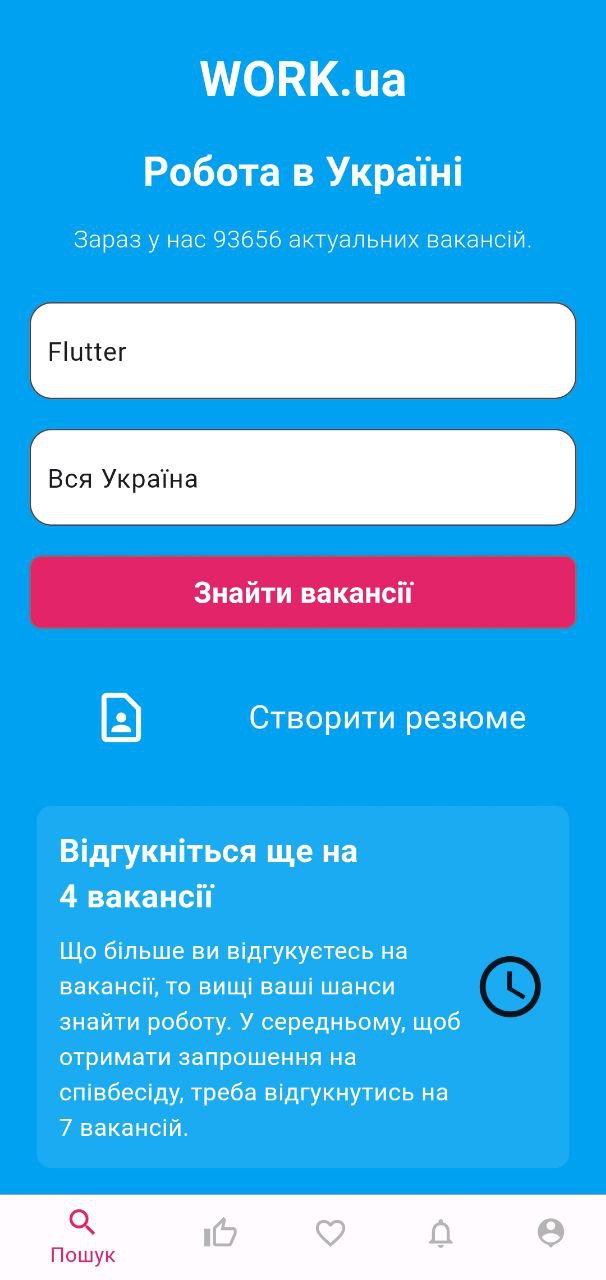 WORK.ua
Робота в Україні
Зараз у нас 93656 актуальних вакансій.
Flutter
Вся Україна
Знайти вакансії
Створити резюме
Відгукніться ще на
4 вакансії
Що більше ви відгукуєтесь на
вакансії, то вищі ваші шанси
знайти роботу. У середньому, щоб
отримати запрошення на
співбесіду, треба відгукнутись на
7 вакансій.
Пошук